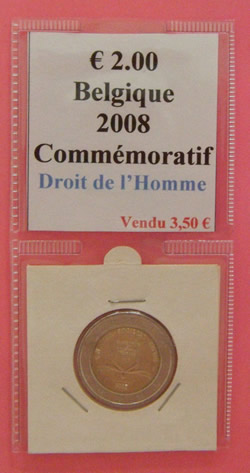 € 2.00
Belgique
2008
Commémoratif
Droit de l'Homme
Vendu 3,50 €